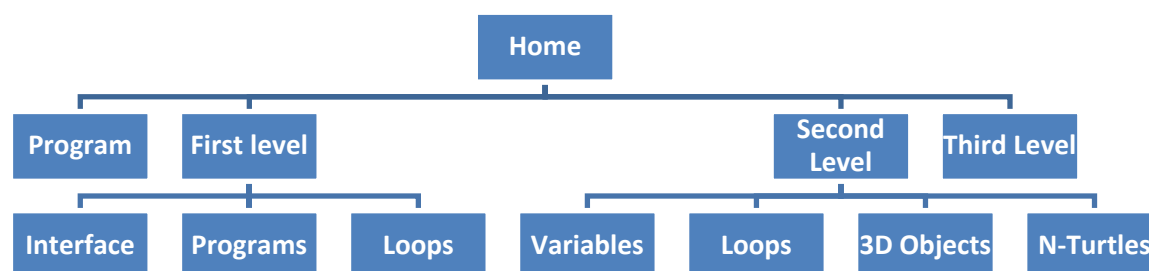 Home
Program
First level
Second
Level
Third Level
Interface
Programs
Loops
Variables
Loops
3D Objects
N-Turtles